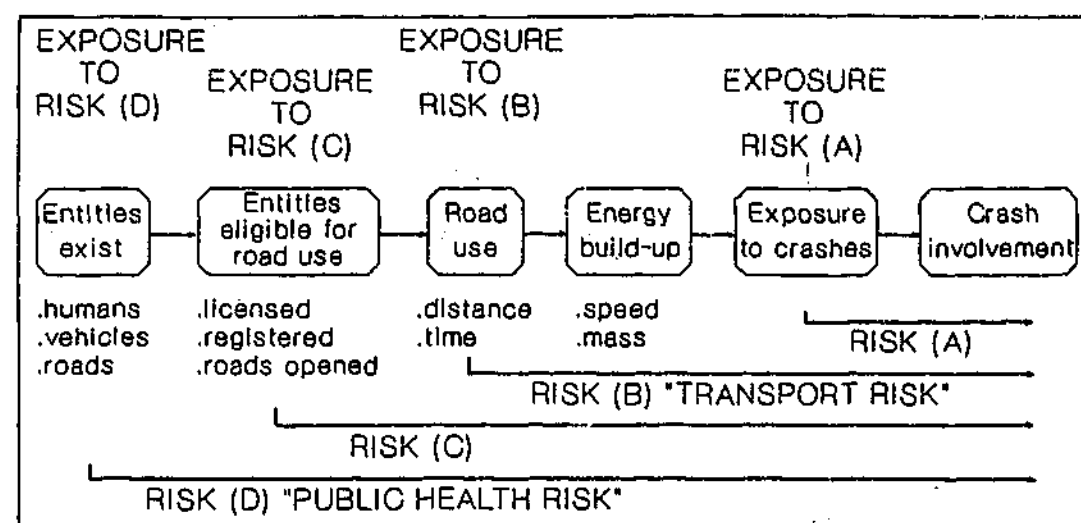 EXPOSURE
TO
RISK (D)
EXPOSURE
TO
RISK (C)
EXPOSURE
TO
RISK (B)
EXPOSURE
TO
RISK (A)
Entities
exist
Entities
eligible for
road use
Road
use
Energy
build-up
Exposure
to crashes
Crash
involvement
.humans
.vehicles
.roads
.licensed
.registered
.roads opened
.distance
.time
.speed
.mass
RISK (A)
RISK (B) "TRANSPORT RISK"
RISK (C)
RISK (D) "PUBLIC HEALTH RISK"